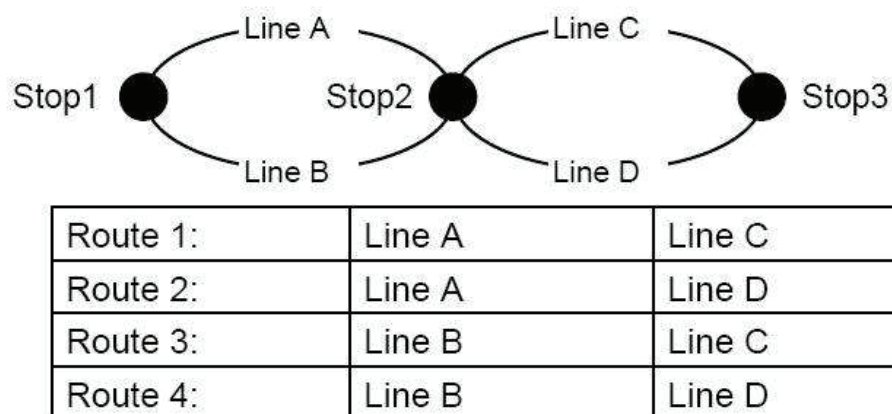 Line A Line C
Stop1 Stop2 Stop3
Line B Line D
Route 1: Line A Line C
Route 2: Line A Line D
Route 3: Line B Line C
Route 4: Line B Line D